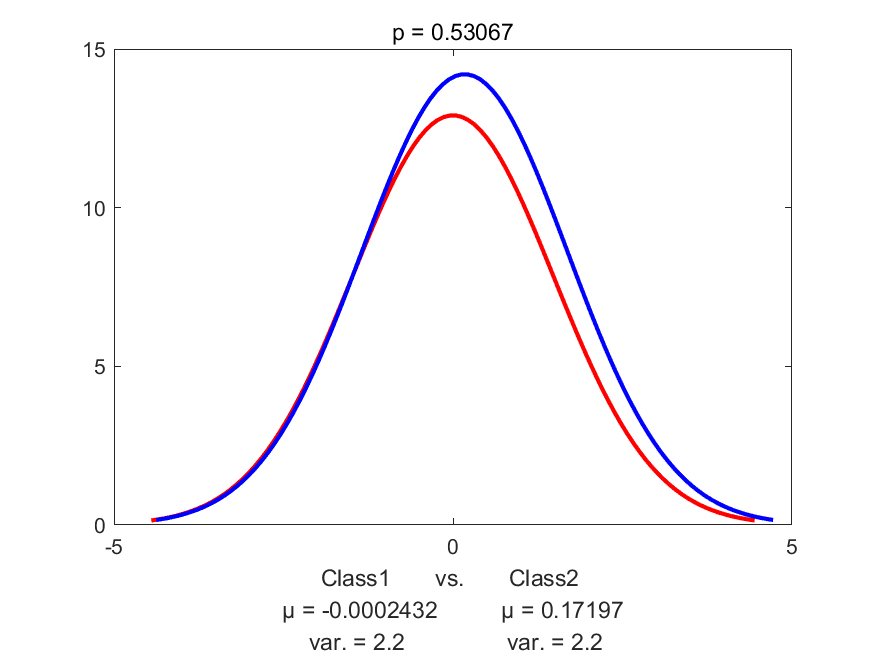 p = 0.53067
15
10
5
0
-5 0 5
Class1 vs. Class2
μ = -0.0002432 μ = 0.17197
var. = 2.2 var. = 2.2